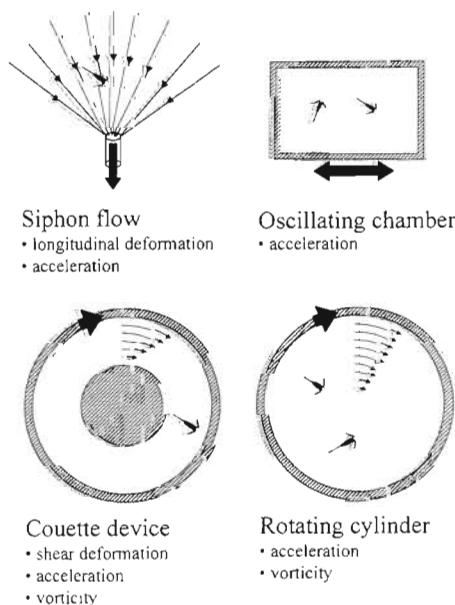 Siphon flow
• longitudinal deformation
• acceleration
Oscillating chamber
• acceleration
Couette device
• shear deformation
• acceleration
• vorticity
Rotating cylinder
• acceleration
• vorticity